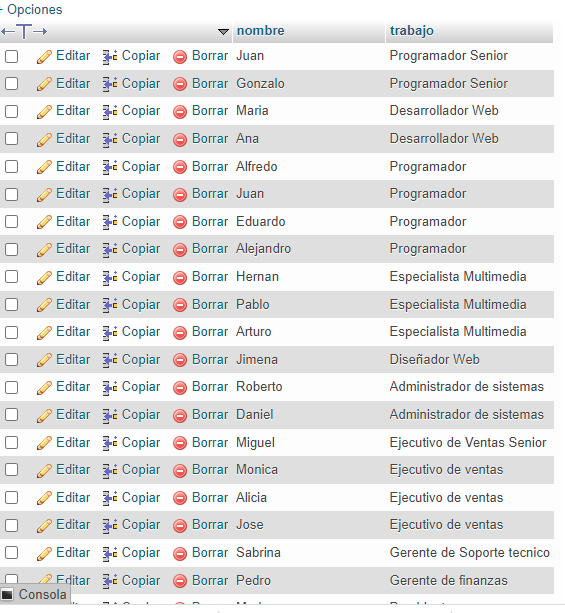 + Opciones
←T→ nombre trabajo
Editar Copiar Borrar Juan Programador Senior
Editar Copiar Borrar Gonzalo Programador Senior
Editar Copiar Borrar Maria Desarrollador Web
Editar Copiar Borrar Ana Desarrollador Web
Editar Copiar Borrar Alfredo Programador
Editar Copiar Borrar Juan Programador
Editar Copiar Borrar Eduardo Programador
Editar Copiar Borrar Alejandro Programador
Editar Copiar Borrar Hernan Especialista Multimedia
Editar Copiar Borrar Pablo Especialista Multimedia
Editar Copiar Borrar Arturo Especialista Multimedia
Editar Copiar Borrar Jimena Diseñador Web
Editar Copiar Borrar Roberto Administrador de sistemas
Editar Copiar Borrar Daniel Administrador de sistemas
Editar Copiar Borrar Miguel Ejecutivo de Ventas Senior
Editar Copiar Borrar Monica Ejecutivo de ventas
Editar Copiar Borrar Alicia Ejecutivo de ventas
Editar Copiar Borrar Jose Ejecutivo de ventas
Editar Copiar Borrar Sabrina Gerente de Soporte tecnico
Editar Copiar Borrar Pedro Gerente de finanzas
Consola